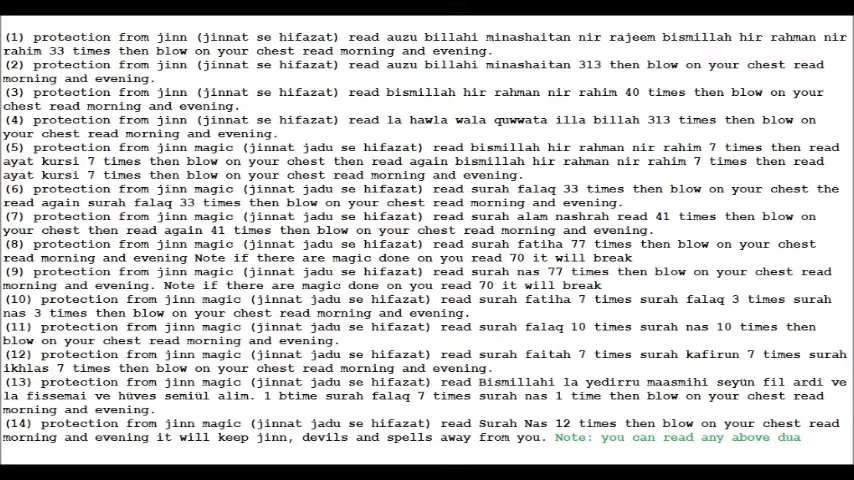 (1) protection from jinn (jinnat se hifazat) read auzu billahi minashaitan nir rajeem bismillah hir rahman nir
rahim 33 times then blow on your chest read morning and evening.
(2) protection from jinn (jinnat se hifazat) read auzu billahi minashaitan 313 then blow on your chest read
morning and evening.
(3) protection from jinn (jinnat se hifazat) read bismillah hir rahman nir rahim 40 times then blow on your
chest read morning and evening.
(4) protection from jinn (jinnat se hifazat) read la hawla wala quwwata illa billah 313 times then blow on
your chest read morning and evening.
(5) protection from jinn magic (jinnat jadu se hifazat) read bismillah hir rahman nir rahim 7 times then read
ayat kursi 7 times then blow on your chest then read again bismillah hir rahman nir rahim 7 times then read
ayat kursi 7 times then blow on your chest read morning and evening.
(6) protection from jinn magic (jinnat jadu se hifazat) read surah falaq 33 times then blow on your chest the
read again surah falaq 33 times then blow on your chest read morning and evening.
(7) protection from jinn magic (jinnat jadu se hifazat) read surah alam nashrah read 41 times then blow on
your chest then read again 41 times then blow on your chest read morning and evening.
(8) protection from jinn magic (jinnat jadu se hifazat) read surah fatiha 77 times then blow on your chest
read morning and evening Note if there are magic done on you read 70 it will break
(9) protection from jinn magic (jinnat jadu se hifazat) read surah nas 77 times then blow on your chest read
morning and evening. Note if there are magic done on you read 70 it will break
(10) protection from jinn magic (jinnat jadu se hifazat) read surah fatiha 7 times surah falaq 3 times surah
nas 3 times then blow on your chest read morning and evening.
(11) protection from jinn magic (jinnat jadu se hifazat) read surah falaq 10 times surah nas 10 times then
blow on your chest read morning and evening.
(12) protection from jinn magic (jinnat jadu se hifazat) read surah faitah 7 times surah kafirun 7 times surah
ikhlas 7 times then blow on your chest read morning and evening.
(13) protection from jinn magic (jinnat jadu se hifazat) read Bismillahi la yedirru maasmihi seyün fil ardi ve
la fissemai ve hüves semiül alim. 1 btime surah falaq 7 times surah nas 1 time then blow on your chest read
morning and evening.
(14) protection from jinn magic (jinnat jadu se hifazat) read Surah Nas 12 times then blow on your chest read
morning and evening it will keep jinn, devils and spells away from you. Note: you can read any above dua